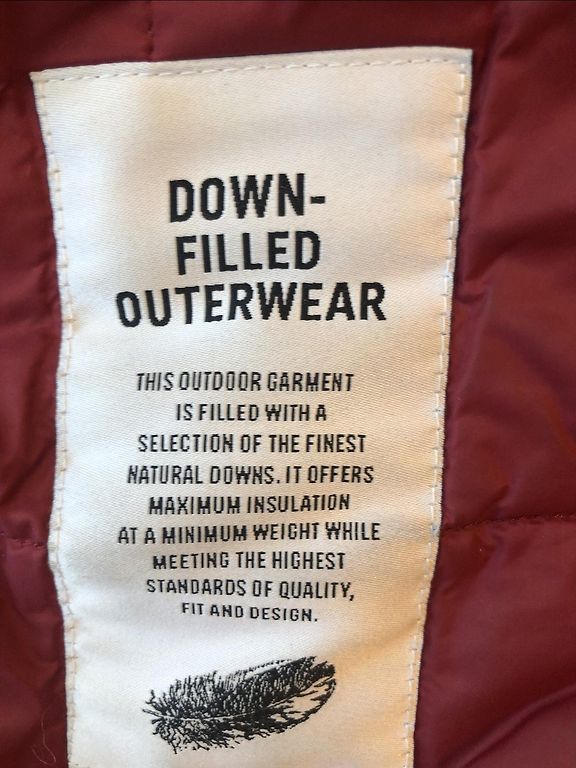 DOWN-
FILLED
OUTERWEAR
THIS OUTDOOR GARMENT
IS FILLED WITH A
SELECTION OF THE FINEST
NATURAL DOWNS. IT OFFERS
MAXIMUM INSULATION
AT A MINIMUM WEIGHT WHILE
MEETING THE HIGHEST
STANDARDS OF QUALITY,
FIT AND DESIGN.